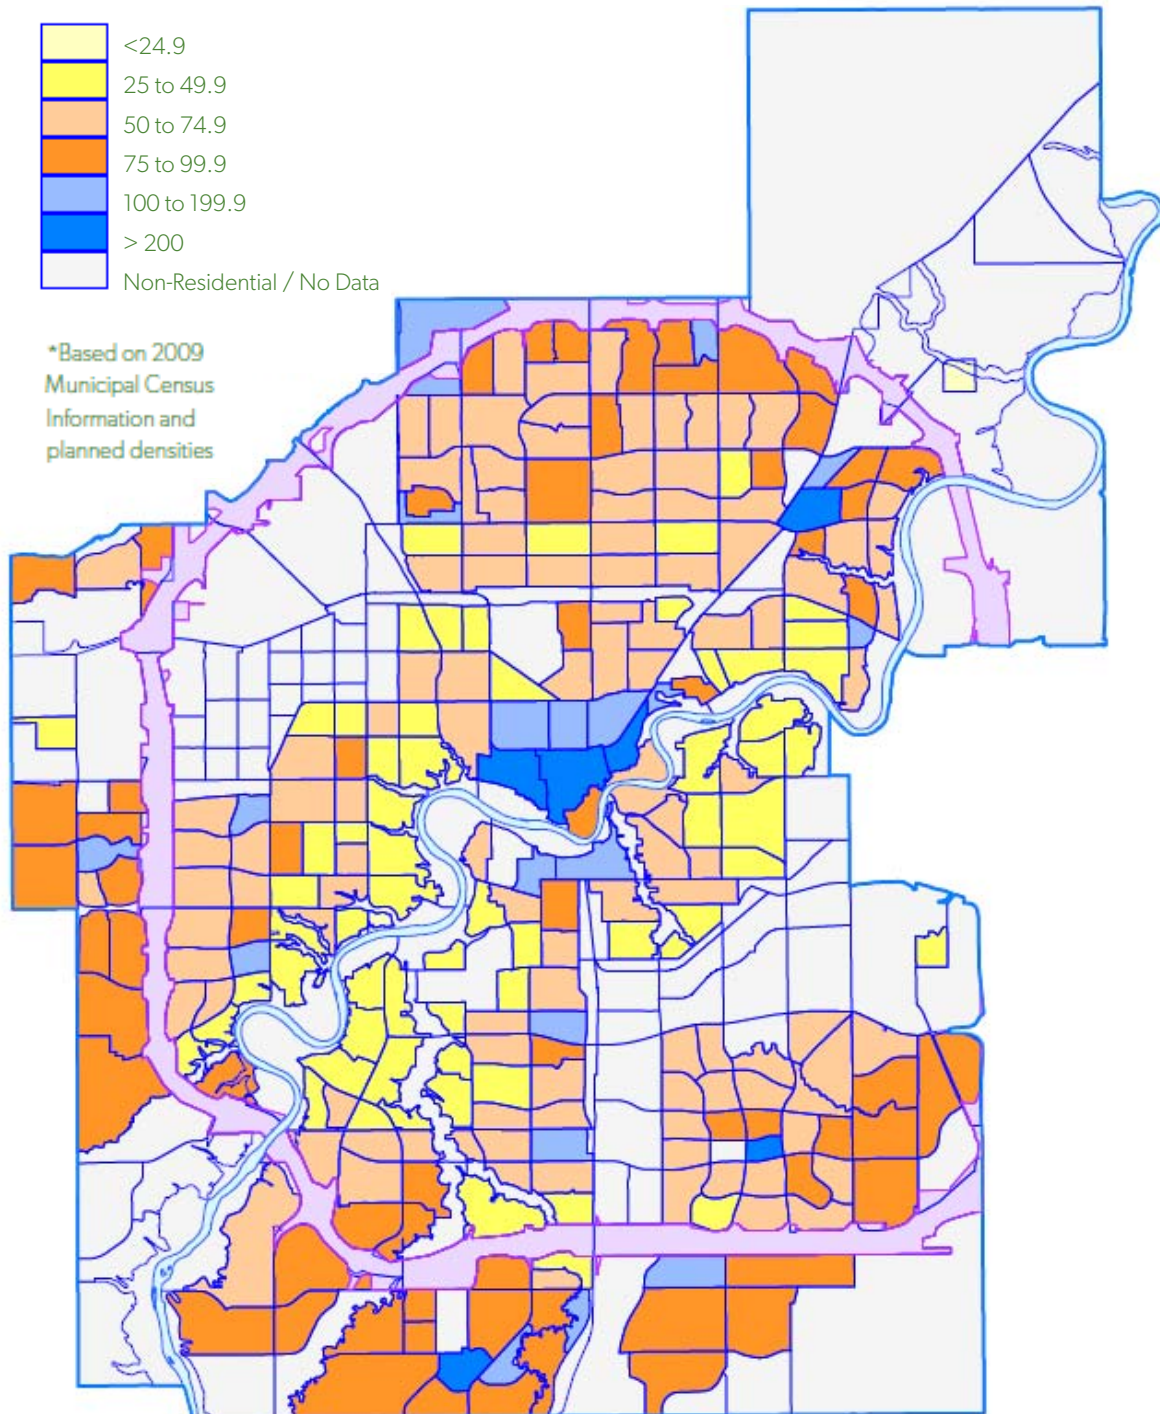 <24.9
25 to 49.9
50 to 74.9
75 to 99.9
100 to 199.9
> 200
Non-Residential / No Data
*Based on 2009
Municipal Census
Information and
planned densities